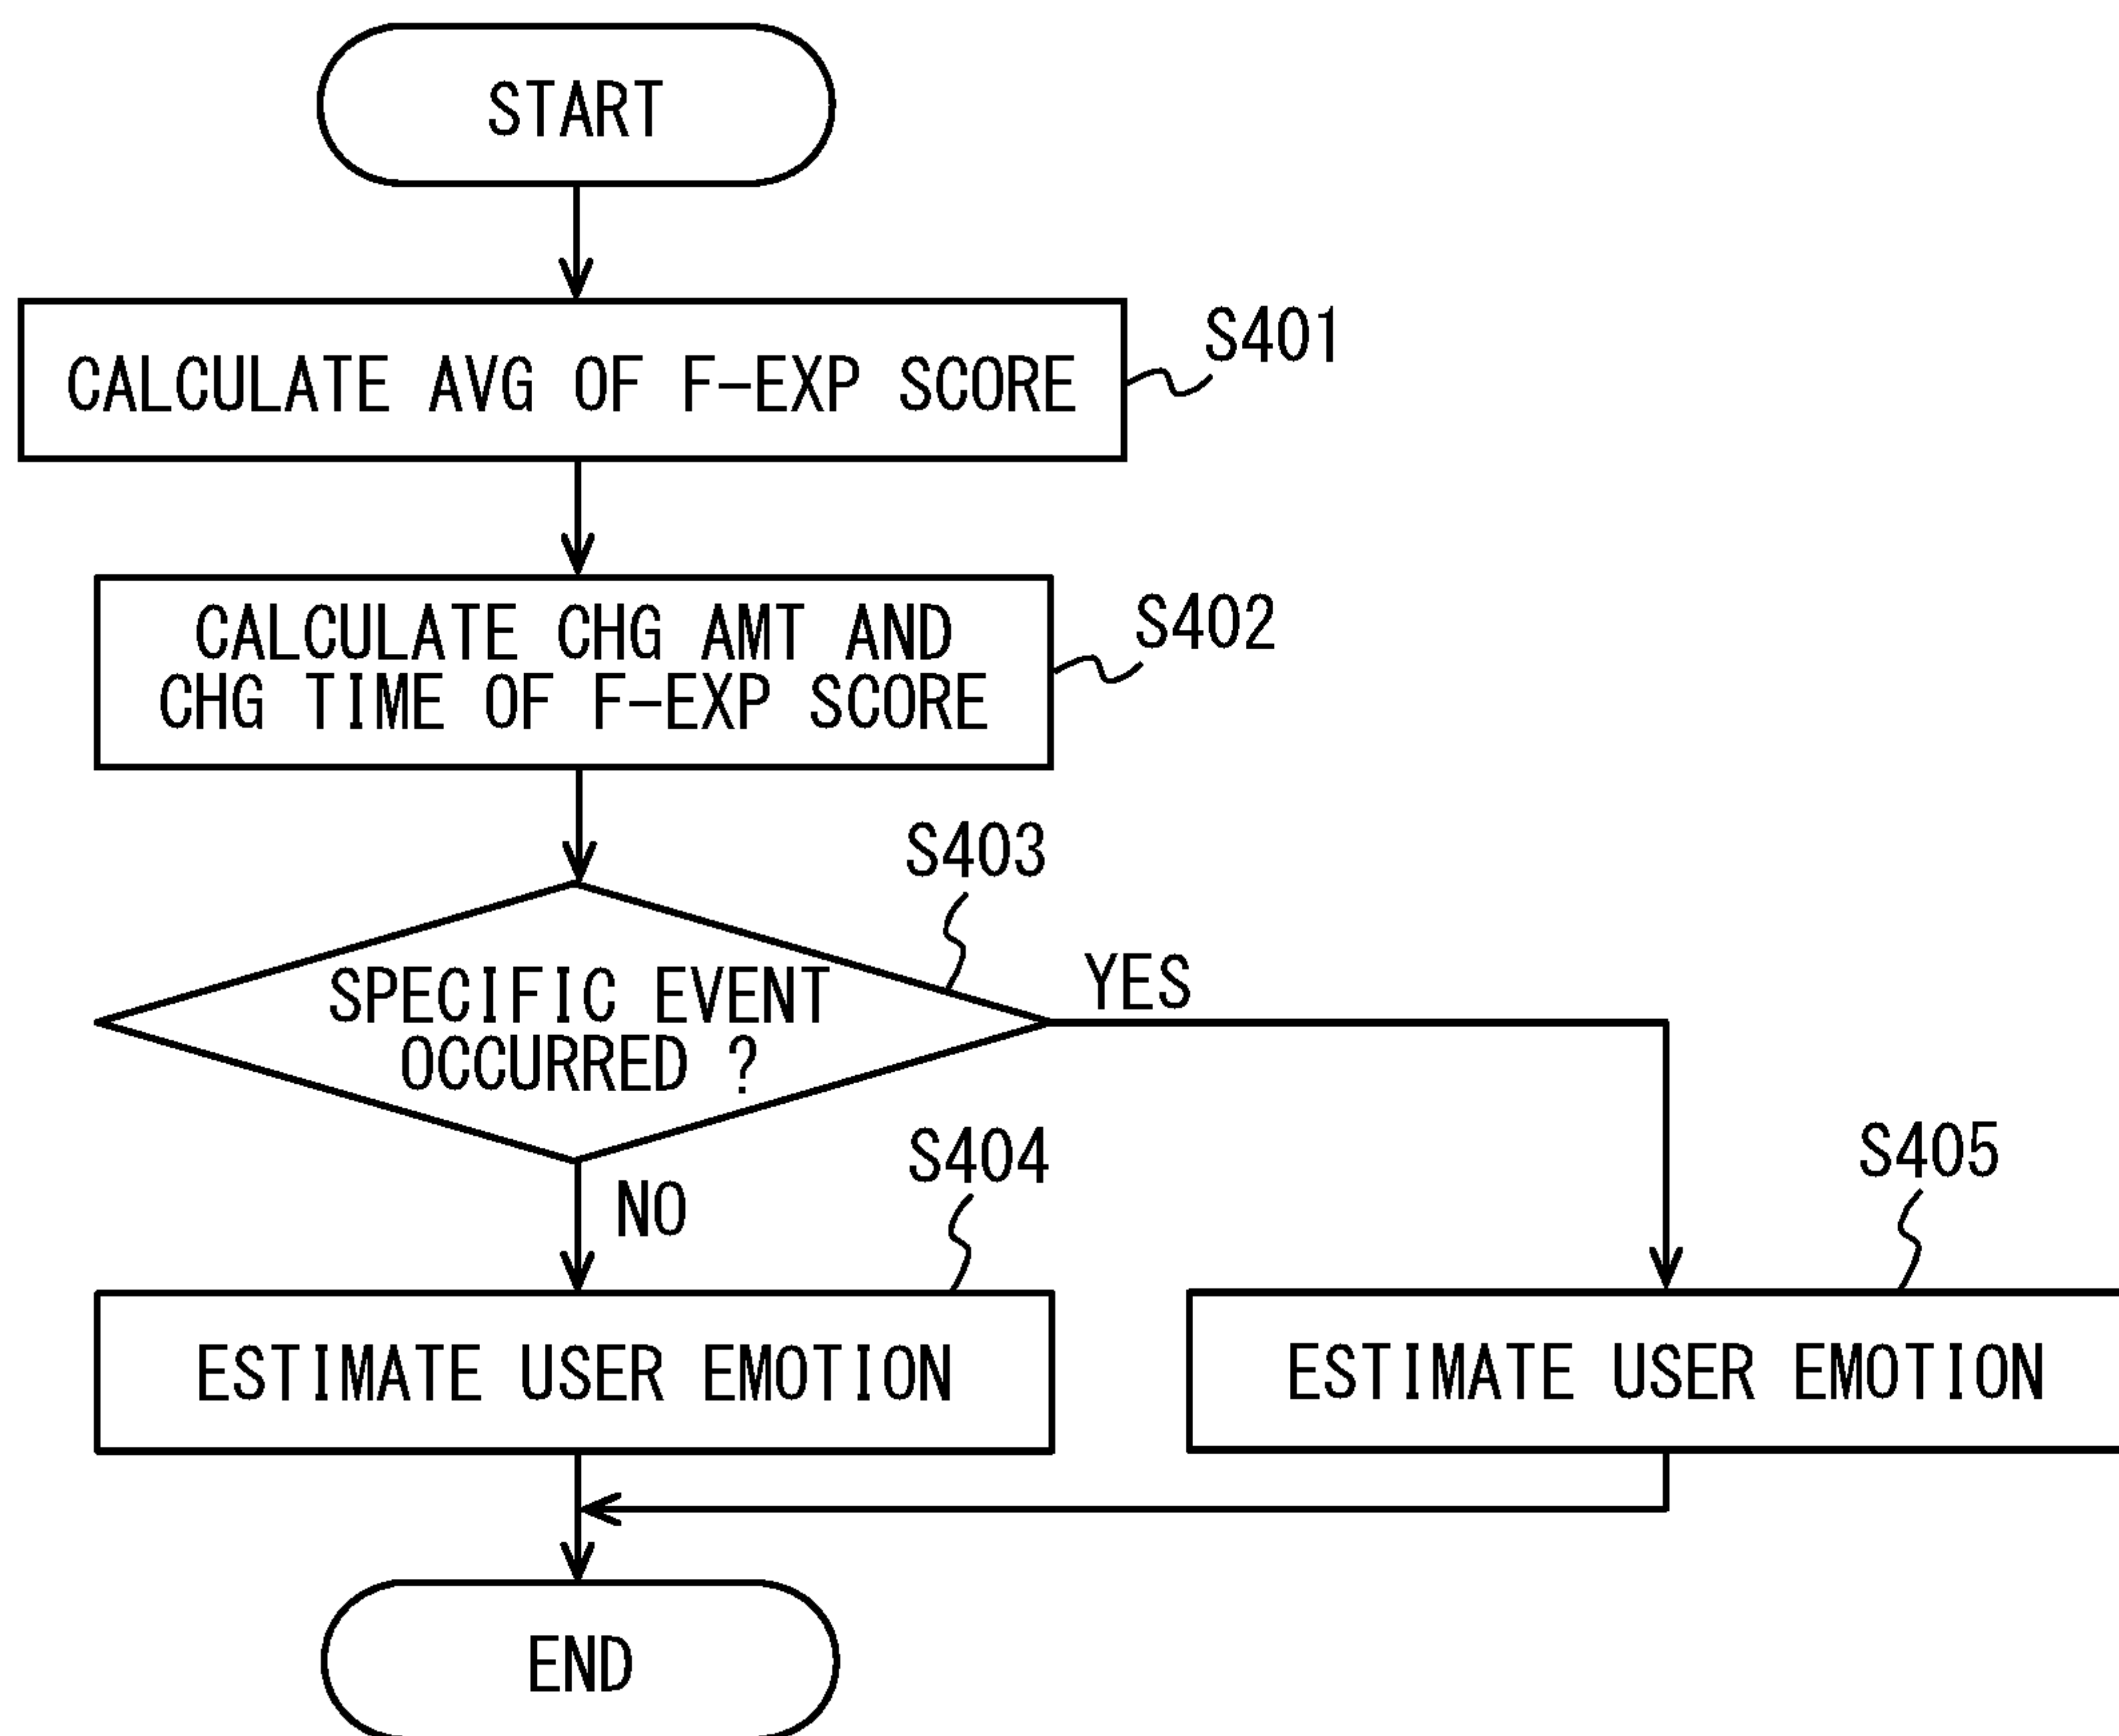 START
CALCULATE AVG OF F-EXP SCORE
S401
CALCULATE CHG AMT AND
CHG TIME OF F-EXP SCORE
S402
S403
SPECIFIC EVENT
OCCURRED ?
YES
NO
S404
ESTIMATE USER EMOTION
S405
ESTIMATE USER EMOTION
END